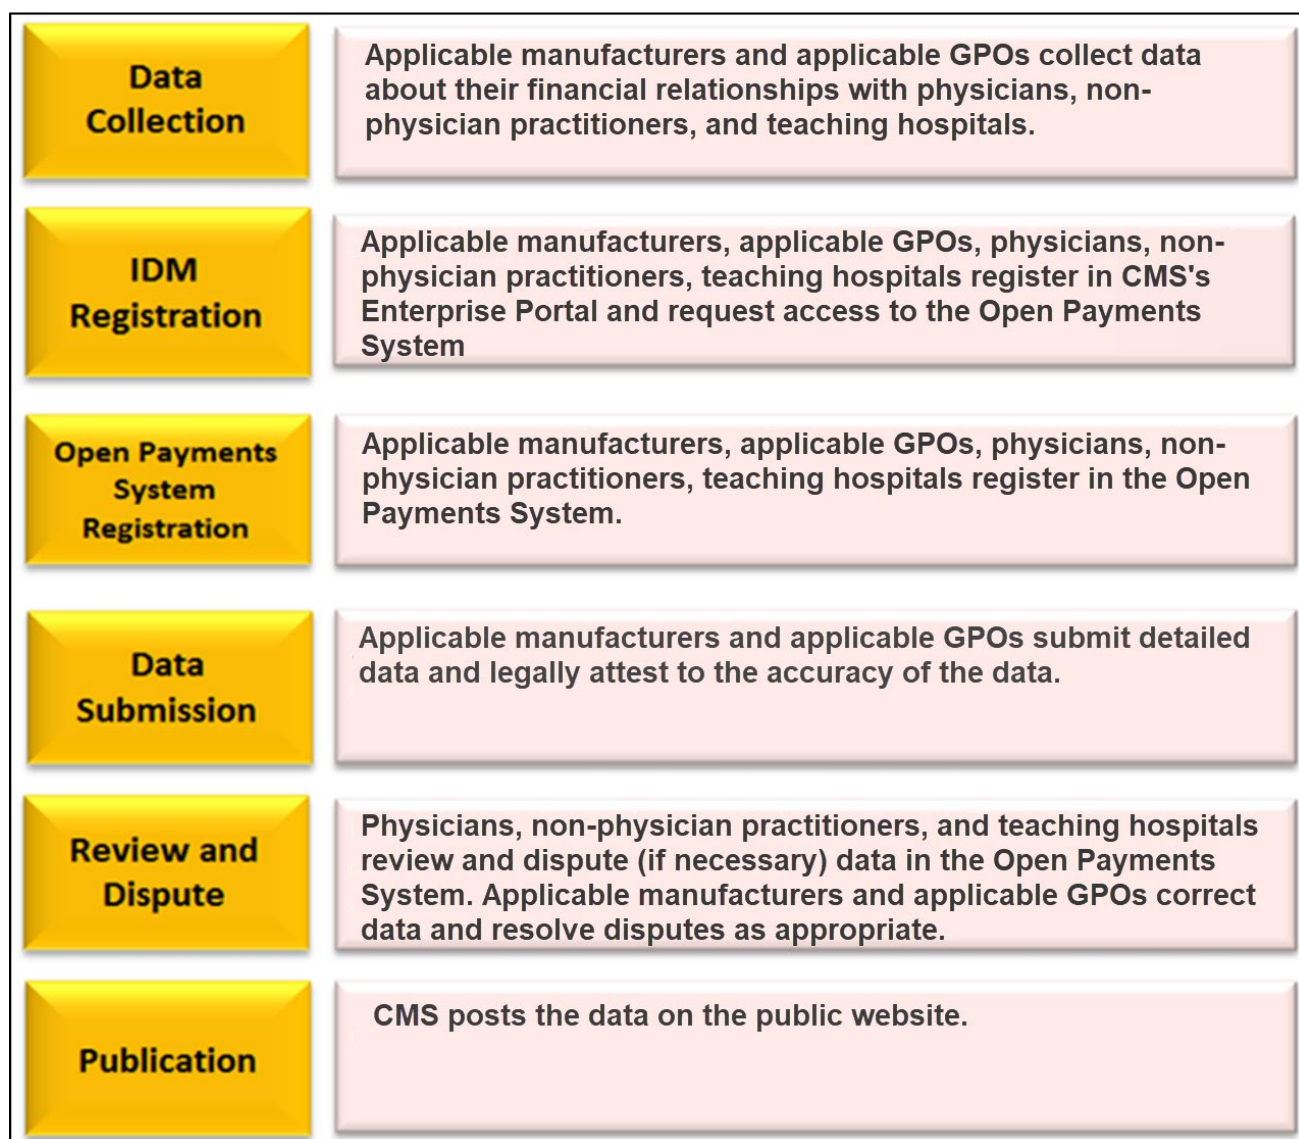 Data
Collection
Applicable manufacturers and applicable GPOs collect data
about their financial relationships with physicians, non-
physician practitioners, and teaching hospitals.
IDM
Registration
Applicable manufacturers, applicable GPOs, physicians, non-
physician practitioners, teaching hospitals register in CMS's
Enterprise Portal and request access to the Open Payments
System
Open Payments
System
Registration
Applicable manufacturers, applicable GPOs, physicians, non-
physician practitioners, teaching hospitals register in the Open
Payments System.
Data
Submission
Applicable manufacturers and applicable GPOs submit detailed
data and legally attest to the accuracy of the data.
Review and
Dispute
Physicians, non-physician practitioners, and teaching hospitals
review and dispute (if necessary) data in the Open Payments
System. Applicable manufacturers and applicable GPOs correct
data and resolve disputes as appropriate.
Publication
CMS posts the data on the public website.